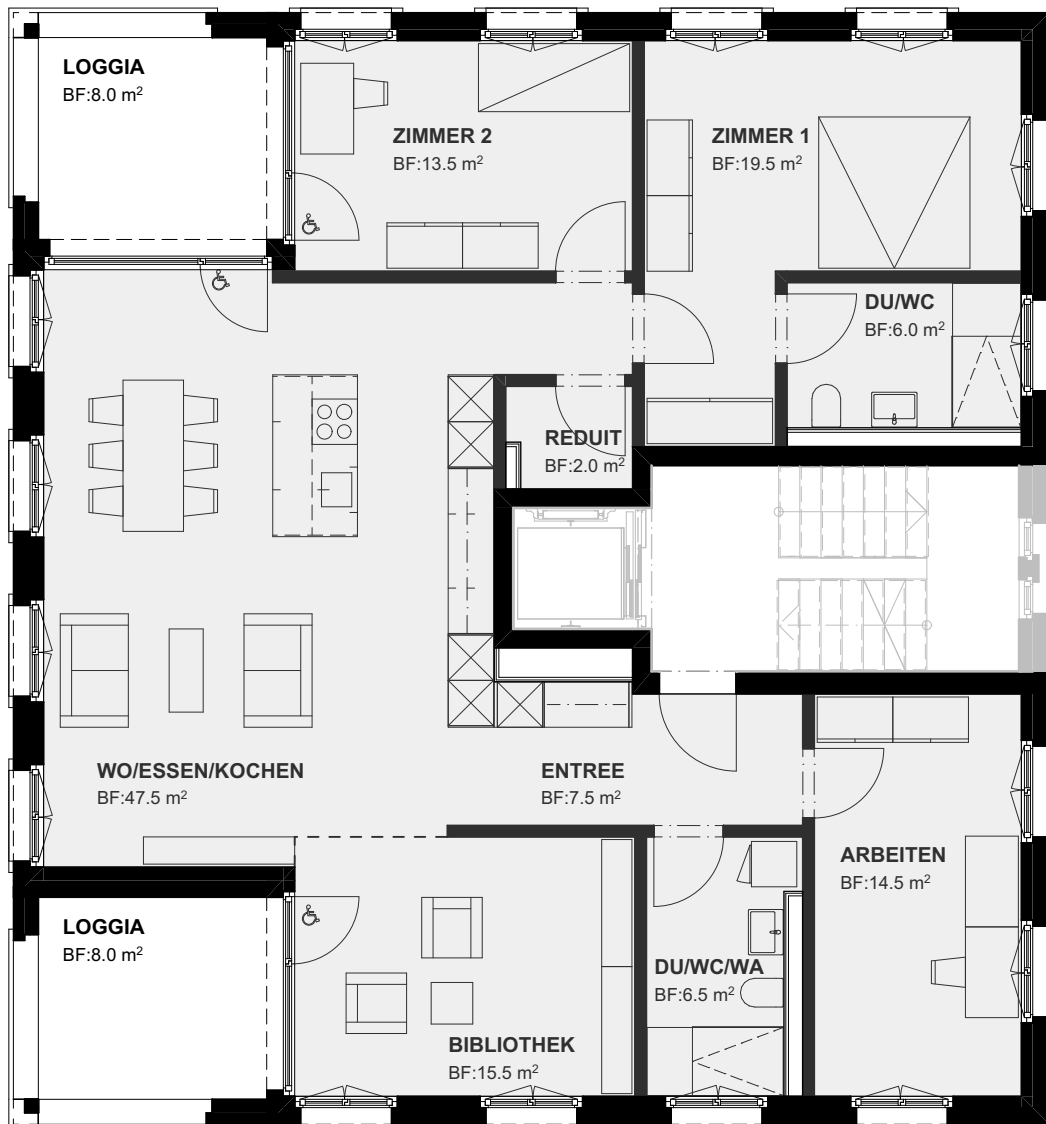 LOGGIA
BF:8.0 m²
ZIMMER 2
BF:13.5 m²
ZIMMER 1
BF:19.5 m²
DU/WC
BF:6.0 m²
REDUIT
BF:2.0 m²
WO/ESSEN/KOCHEN
BF:47.5 m²
ENTREE
BF:7.5 m²
ARBEITEN
BF:14.5 m²
LOGGIA
BF:8.0 m²
DU/WC/WA
BF:6.5 m²
BIBLIOTHEK
BF:15.5 m²